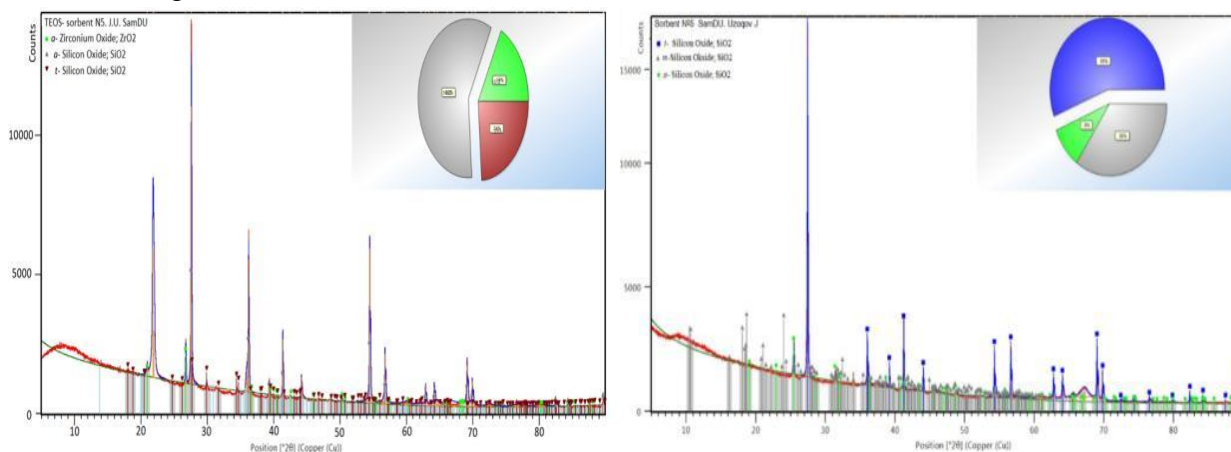 TEOS- sorbent N5. J.U. SamDU
o- Zirconium Oxide; ZrO2
o- Silicon Oxide; SiO2
t- Silicon Oxide; SiO2
Counts
10000
5000
0
10 20 30 40 50 60 70 80
Position [°2θ] (Copper (Cu))
Sorbent SamDU. Uzoqov J
Silicon Oxide; SiO2
Silicon Oxide; SiO2
Silicon Oxide; SiO2
Counts
15000
10000
5000
0
10 20 30 40 50 60 70 80
Position [°2θ] (Copper (Cu))